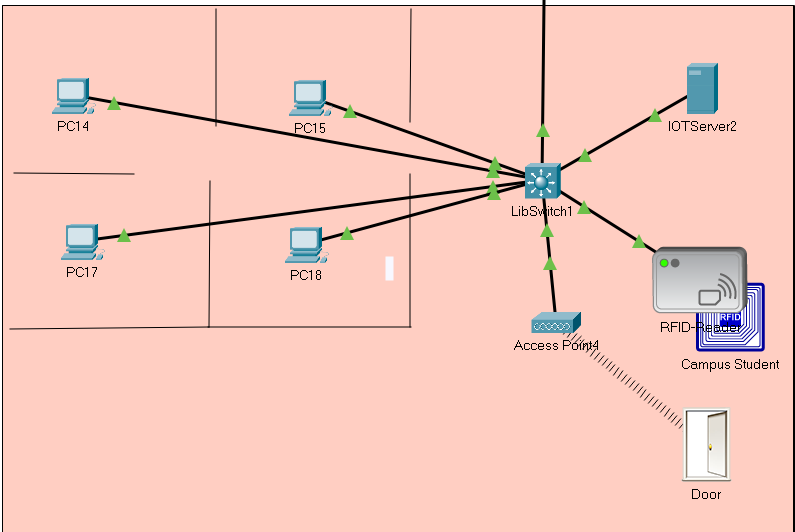 PC14
PC15
IOTServer2
LibSwitch1
PC17
PC18
RFID
RFID-Reader
Access Point4
Campus Student
Door